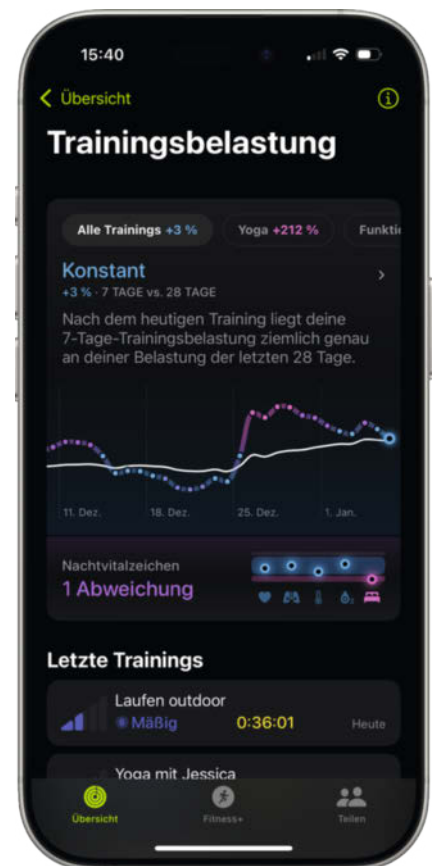 15:40
Übersicht
Trainingsbelastung
Alle Trainings +3 %
Yoga +212 %
Konstant
+3 % · 7 TAGE vs. 28 TAGE
Nach dem heutigen Training liegt deine
7-Tage-Trainingsbelastung ziemlich genau
an deiner Belastung der letzten 28 Tage.
11. Dez.
18. Dez.
25. Dez.
1. Jan.
Nachtvitalzeichen
1 Abweichung
Letzte Trainings
Laufen outdoor
Mäßig
0:36:01
Heute
Yoga mit Jessica
Übersicht
Fitness+
Teilen